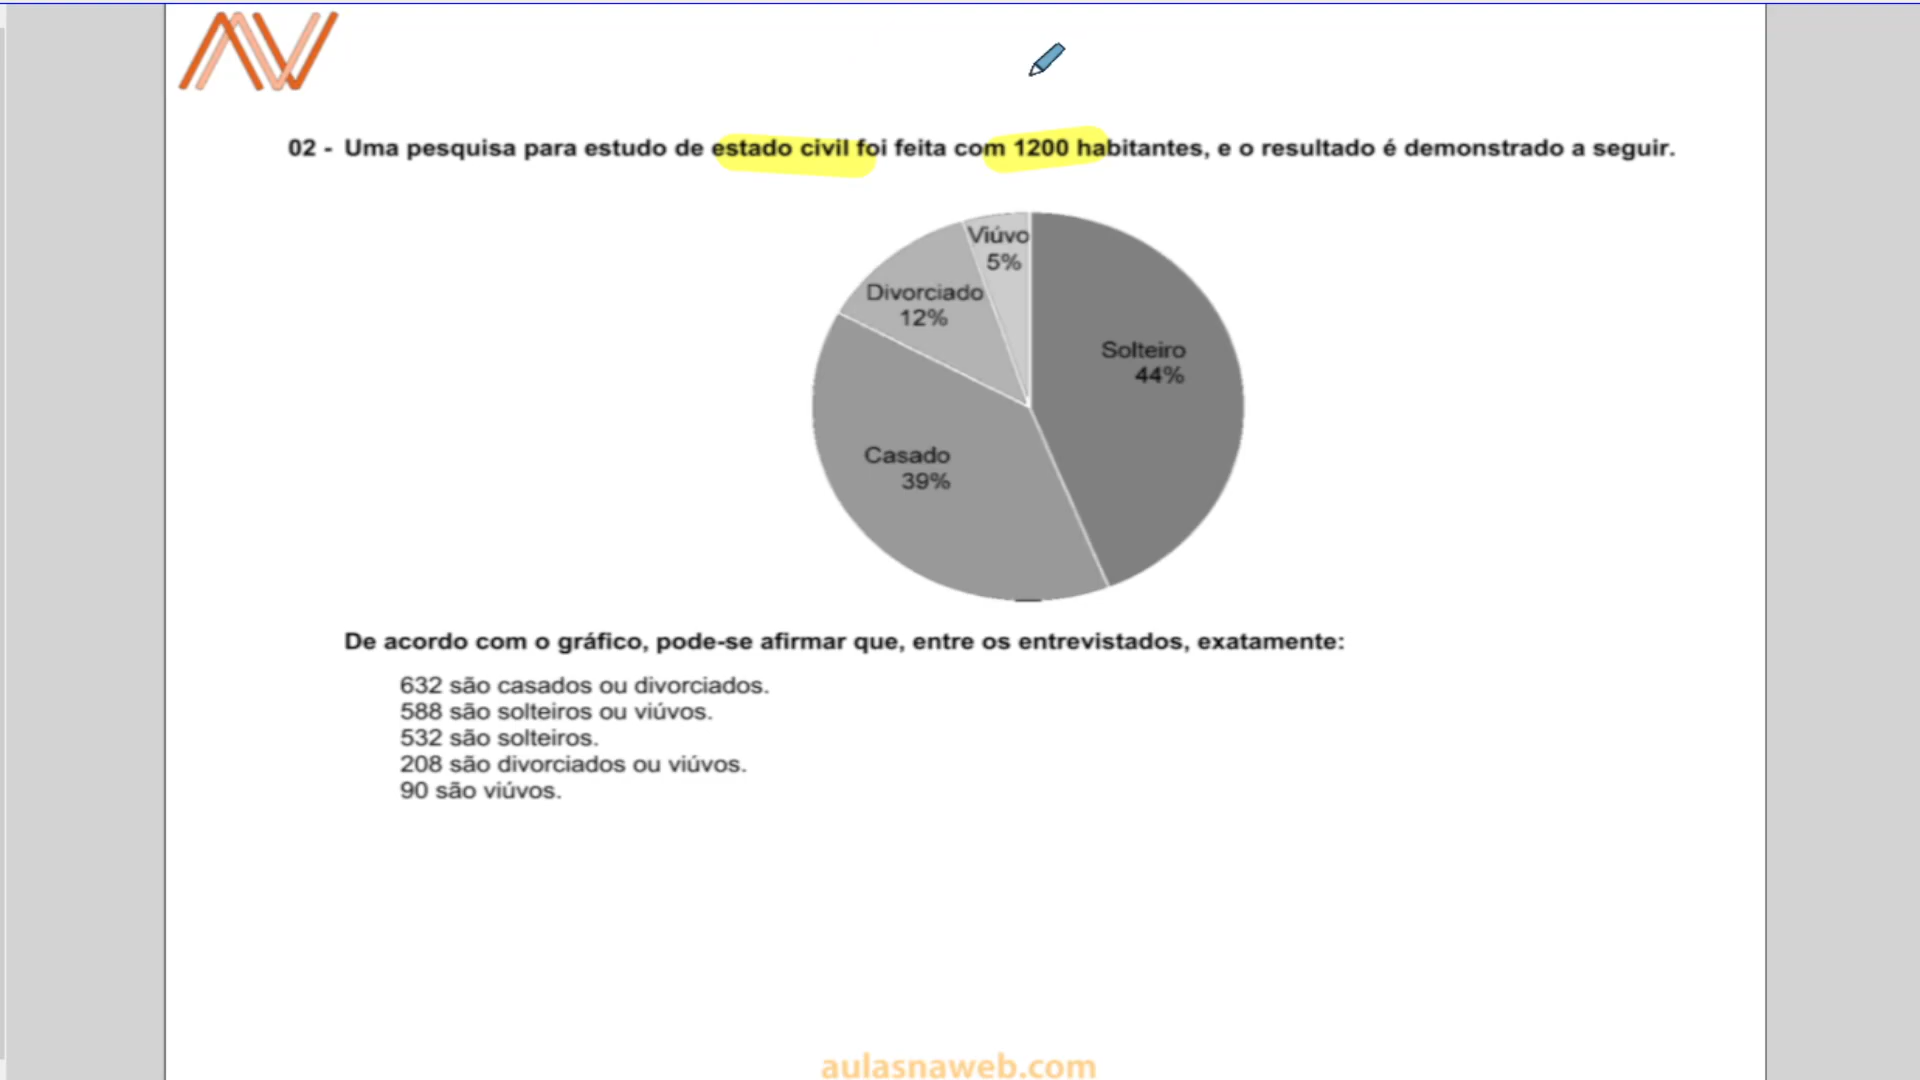 02 - Uma pesquisa para estudo de estado civil foi feita com 1200 habitantes, e o resultado é demonstrado a seguir.
Viúvo
5%
Divorciado
12%
Solteiro
44%
Casado
39%
De acordo com o gráfico, pode-se afirmar que, entre os entrevistados, exatamente:
632 são casados ou divorciados.
588 são solteiros ou viúvos.
532 são solteiros.
208 são divorciados ou viúvos.
90 são viúvos.
aulasnaweb.com